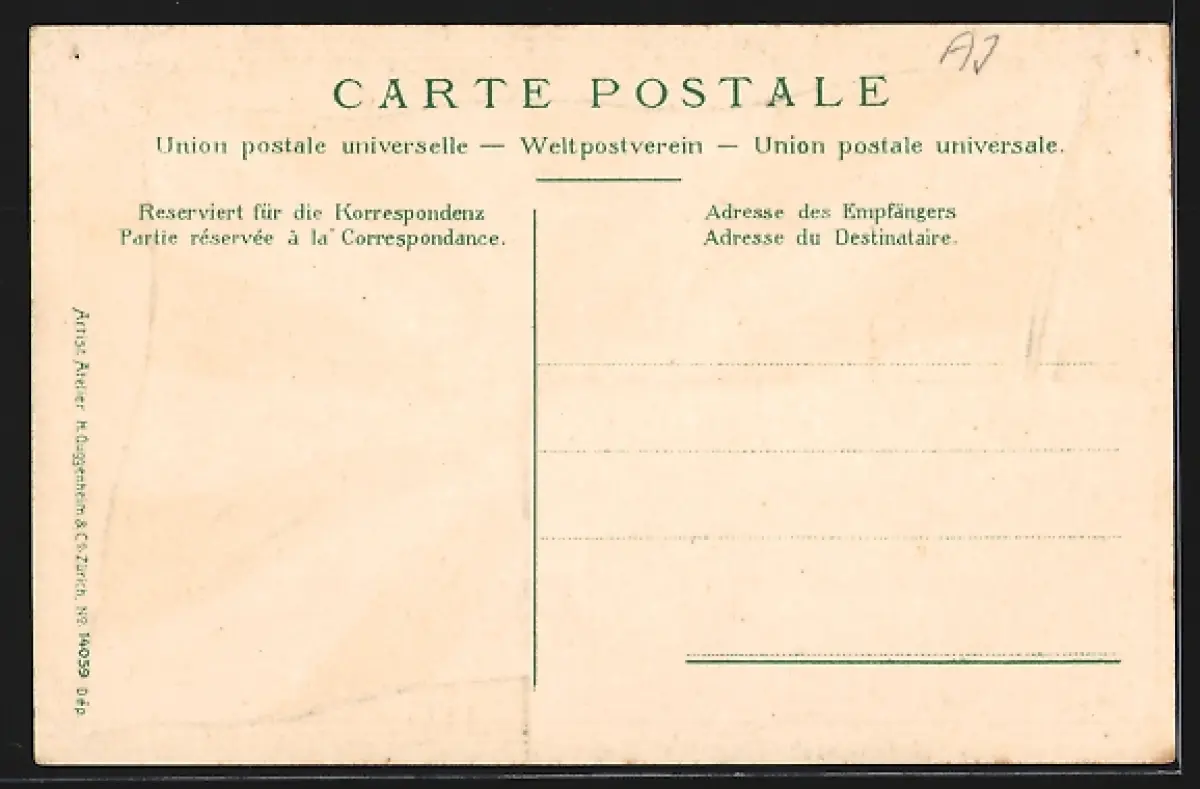 AJ
CARTE POSTALE
Union postale universelle — Weltpostverein — Union postale universale.
Reserviert für die Korrespondenz
Partie réservée à la Correspondance.
Adresse des Empfängers
Adresse du Destinataire.
Artist. Atelier H. Guggenheim & Co. Zürich. No. 14059 Dép.